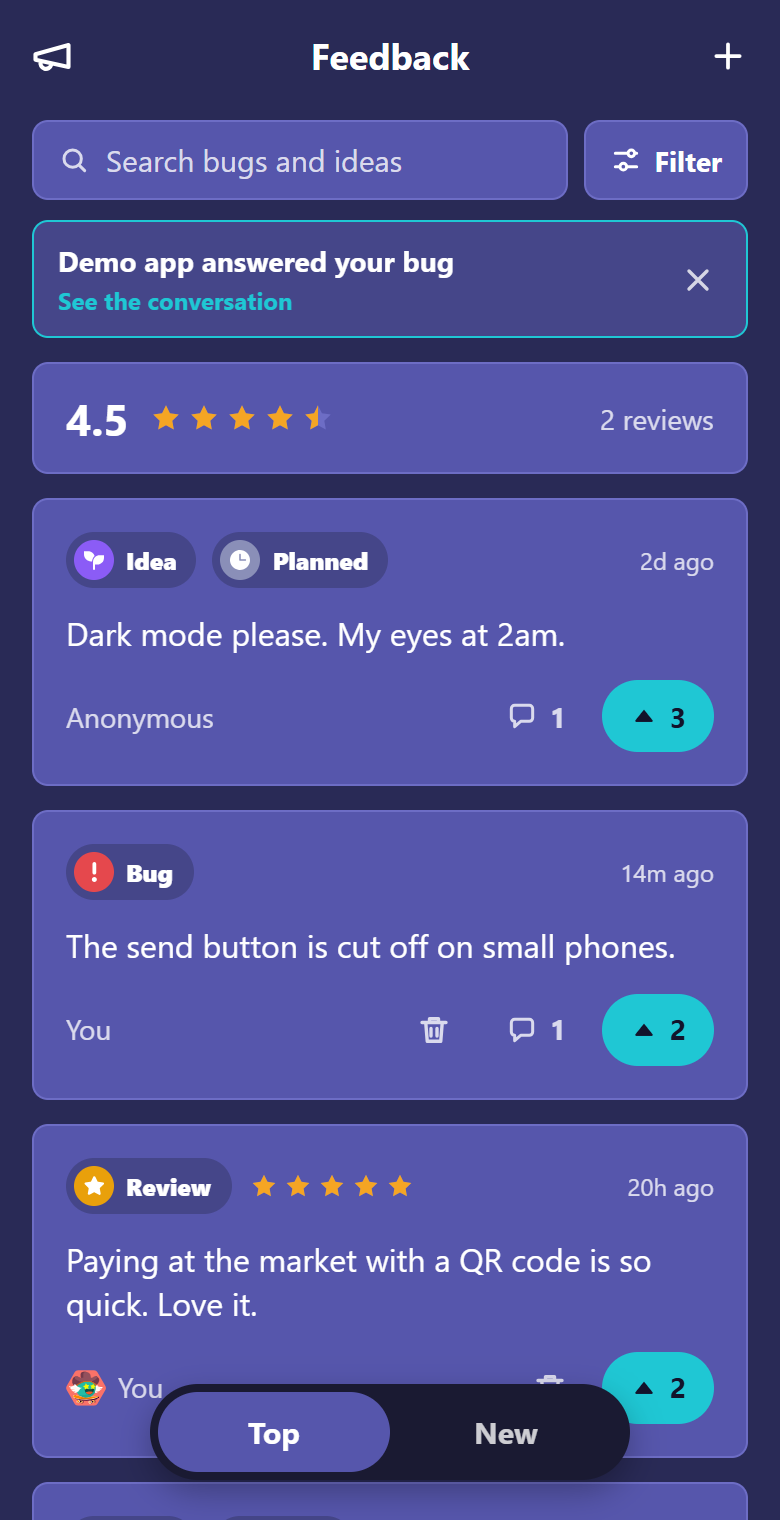 Feedback
Search bugs and ideas
Filter
Demo app answered your bug
See the conversation
4.5
2 reviews
Idea
Planned
2d ago
Dark mode please. My eyes at 2am.
Anonymous
1
3
Bug
14m ago
The send button is cut off on small phones.
You
1
2
Review
20h ago
Paying at the market with a QR code is so
quick. Love it.
You
2
Top
New